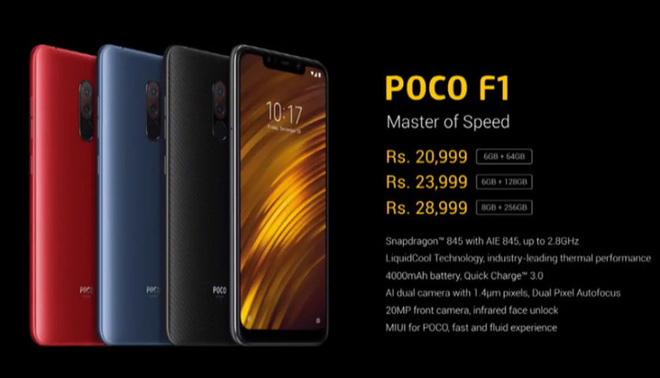 10:17
POCO
POCO
POCO
POCO F1
Master of Speed
Rs. 20,999 6GB + 64GB
Rs. 23,999 6GB + 128GB
Rs. 28,999 8GB + 256GB
Snapdragon™ 845 with AIE 845, up to 2.8GHz
LiquidCool Technology, industry-leading thermal performance
4000mAh battery, Quick Charge™ 3.0
AI dual camera with 1.4μm pixels, Dual Pixel Autofocus
20MP front camera, infrared face unlock
MIUI for POCO, fast and fluid experience